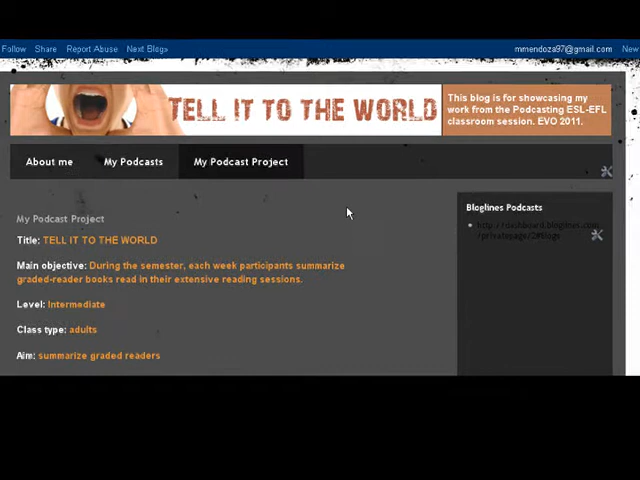 Follow Share Report Abuse Next Blog» mmendoza97@gmail.com New
TELL IT TO THE WORLD
This blog is for showcasing my
work from the Podcasting ESL-EFL
classroom session. EVO 2011.
About me My Podcasts My Podcast Project
My Podcast Project
Title: TELL IT TO THE WORLD
Main objective: During the semester, each week participants summarize
graded-reader books read in their extensive reading sessions.
Level: Intermediate
Class type: adults
Aim: summarize graded readers
Bloglines Podcasts
http://dashboard.bloglines.com